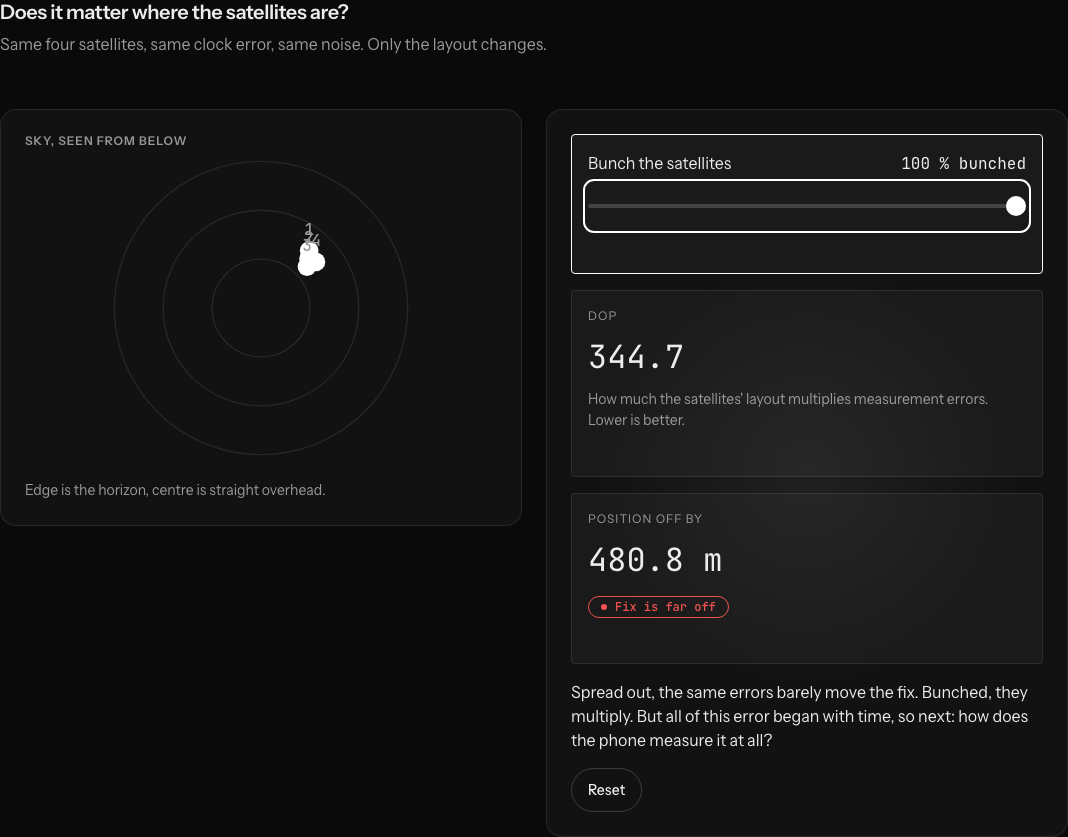 Does it matter where the satellites are?
Same four satellites, same clock error, same noise. Only the layout changes.
SKY, SEEN FROM BELOW
1
4
3
Edge is the horizon, centre is straight overhead.
Bunch the satellites
100 % bunched
DOP
344.7
How much the satellites' layout multiplies measurement errors.
Lower is better.
POSITION OFF BY
480.8 m
Fix is far off
Spread out, the same errors barely move the fix. Bunched, they
multiply. But all of this error began with time, so next: how does
the phone measure it at all?
Reset